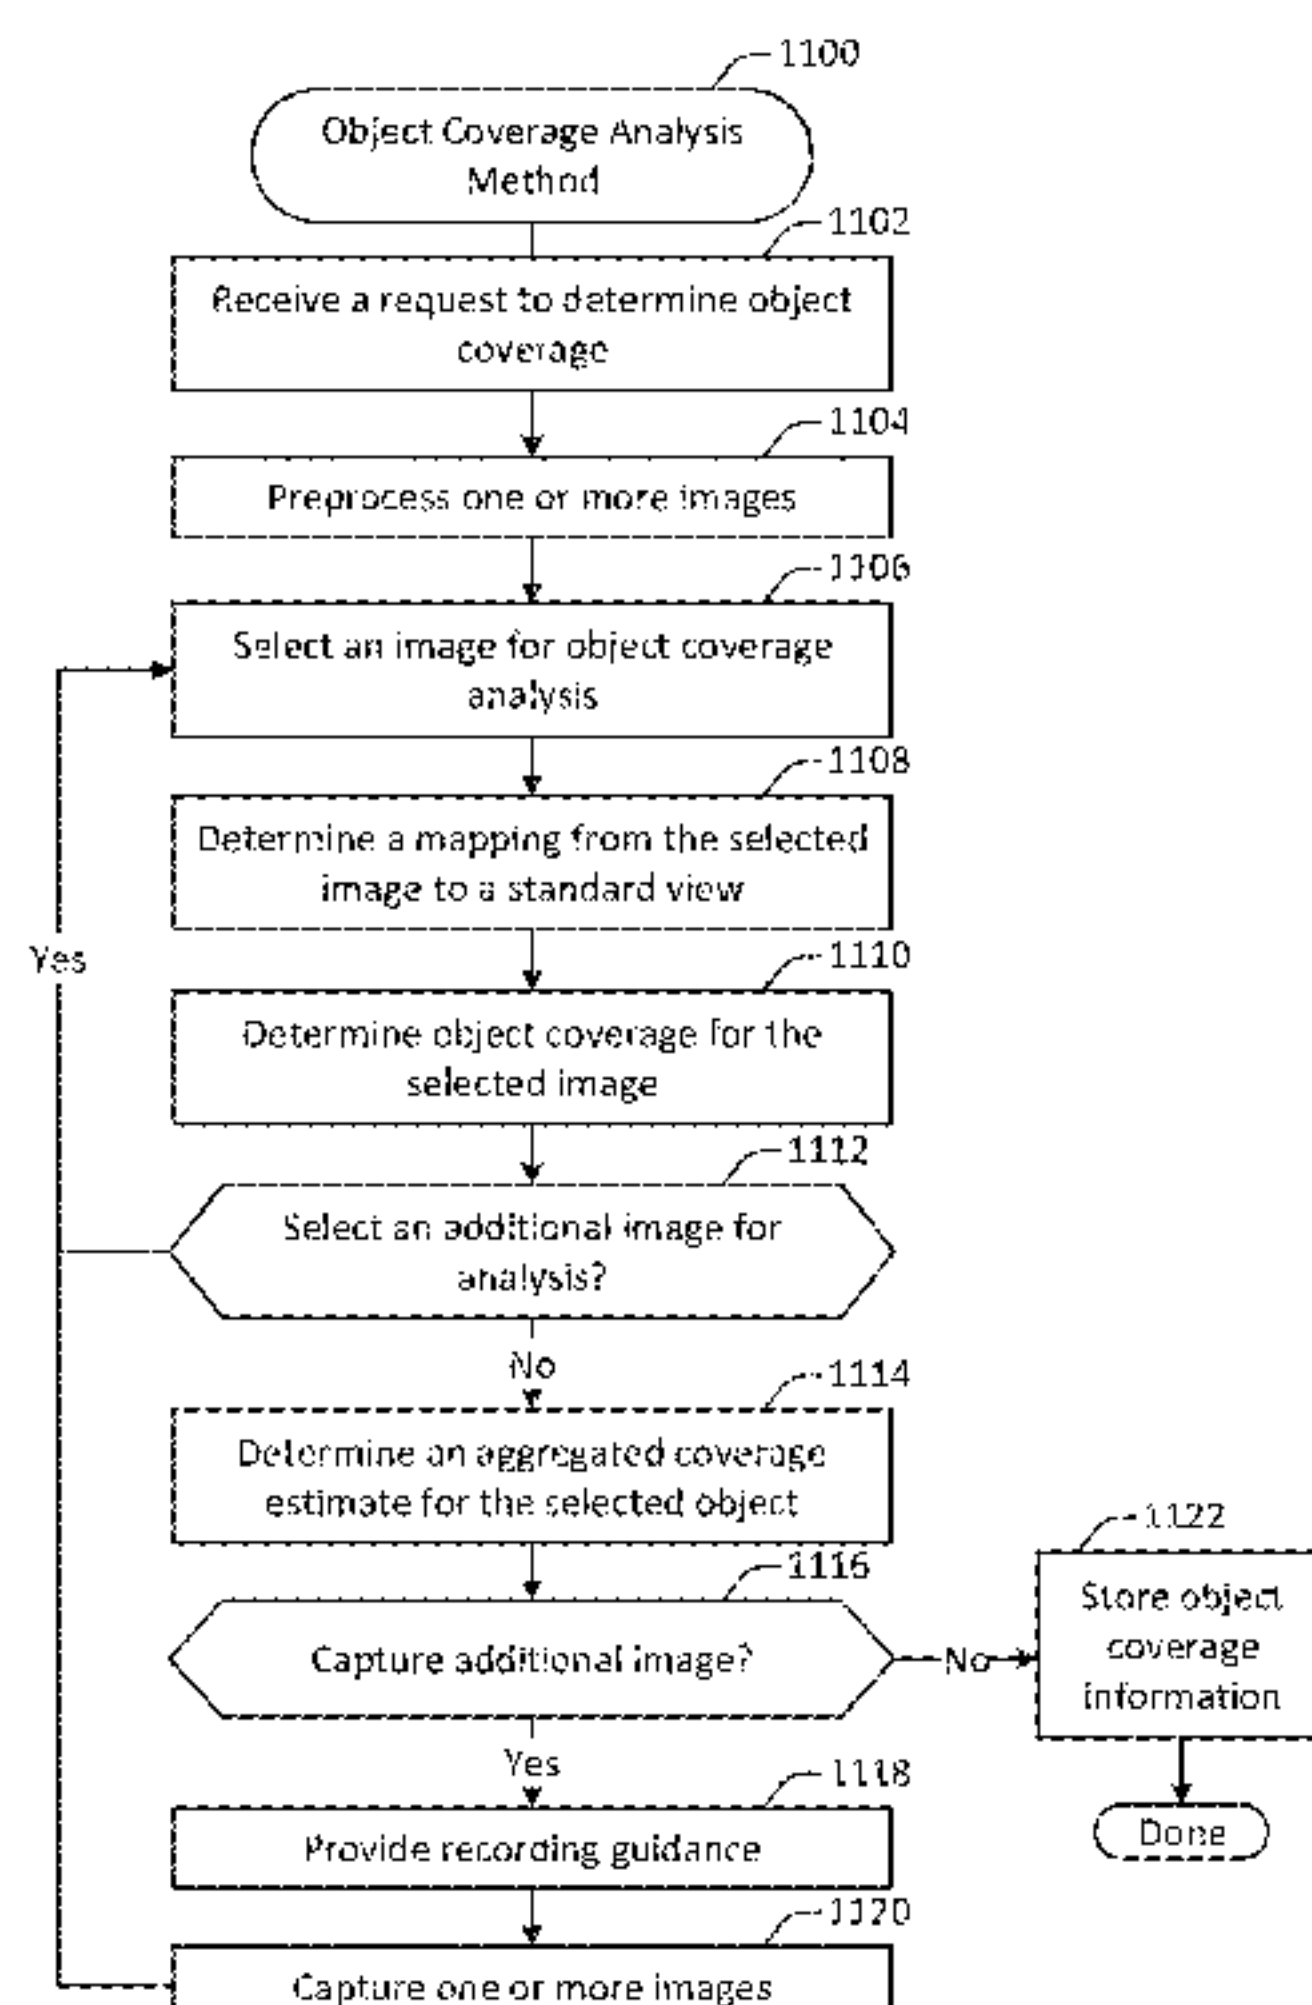 1100
Object Coverage Analysis
Method
1102
Receive a request to determine object
coverage
1104
Preprocess one or more images
1106
Select an image for object coverage
analysis
1108
Determine a mapping from the selected
image to a standard view
Yes
1110
Determine object coverage for the
selected image
1112
Select an additional image for
analysis?
No
1114
Determine an aggregated coverage
estimate for the selected object
1116
Capture additional image?
No
1122
Store object
coverage
information
Done
Yes
1118
Provide recording guidance
1120
Capture one or more images